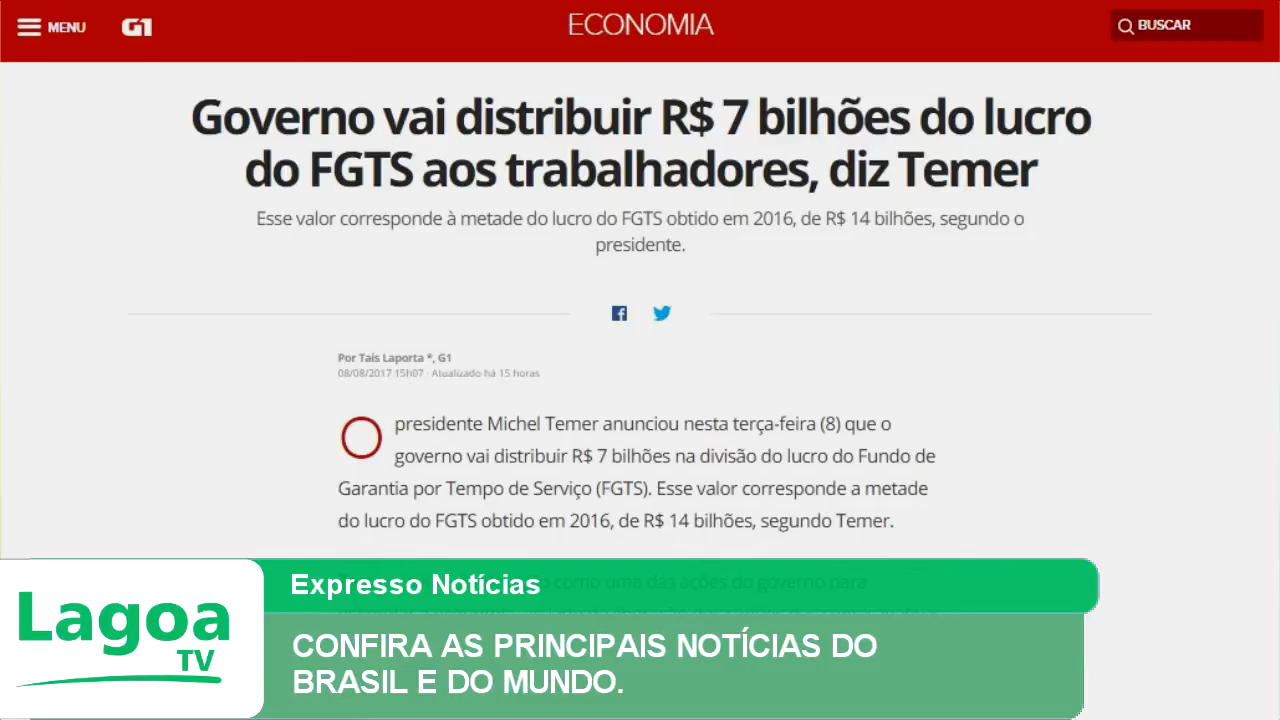 MENU
G1
ECONOMIA
BUSCAR
Governo vai distribuir R$ 7 bilhões do lucro
do FGTS aos trabalhadores, diz Temer
Esse valor corresponde à metade do lucro do FGTS obtido em 2016, de R$ 14 bilhões, segundo o
presidente.
Por Taís Laporta *, G1
08/08/2017 15h07 · Atualizado há 15 horas
O presidente Michel Temer anunciou nesta terça-feira (8) que o
governo vai distribuir R$ 7 bilhões na divisão do lucro do Fundo de
Garantia por Tempo de Serviço (FGTS). Esse valor corresponde a metade
do lucro do FGTS obtido em 2016, de R$ 14 bilhões, segundo Temer.
como uma das ações do governo para
Expresso Notícias
Lagoa
TV
CONFIRA AS PRINCIPAIS NOTÍCIAS DO
BRASIL E DO MUNDO.